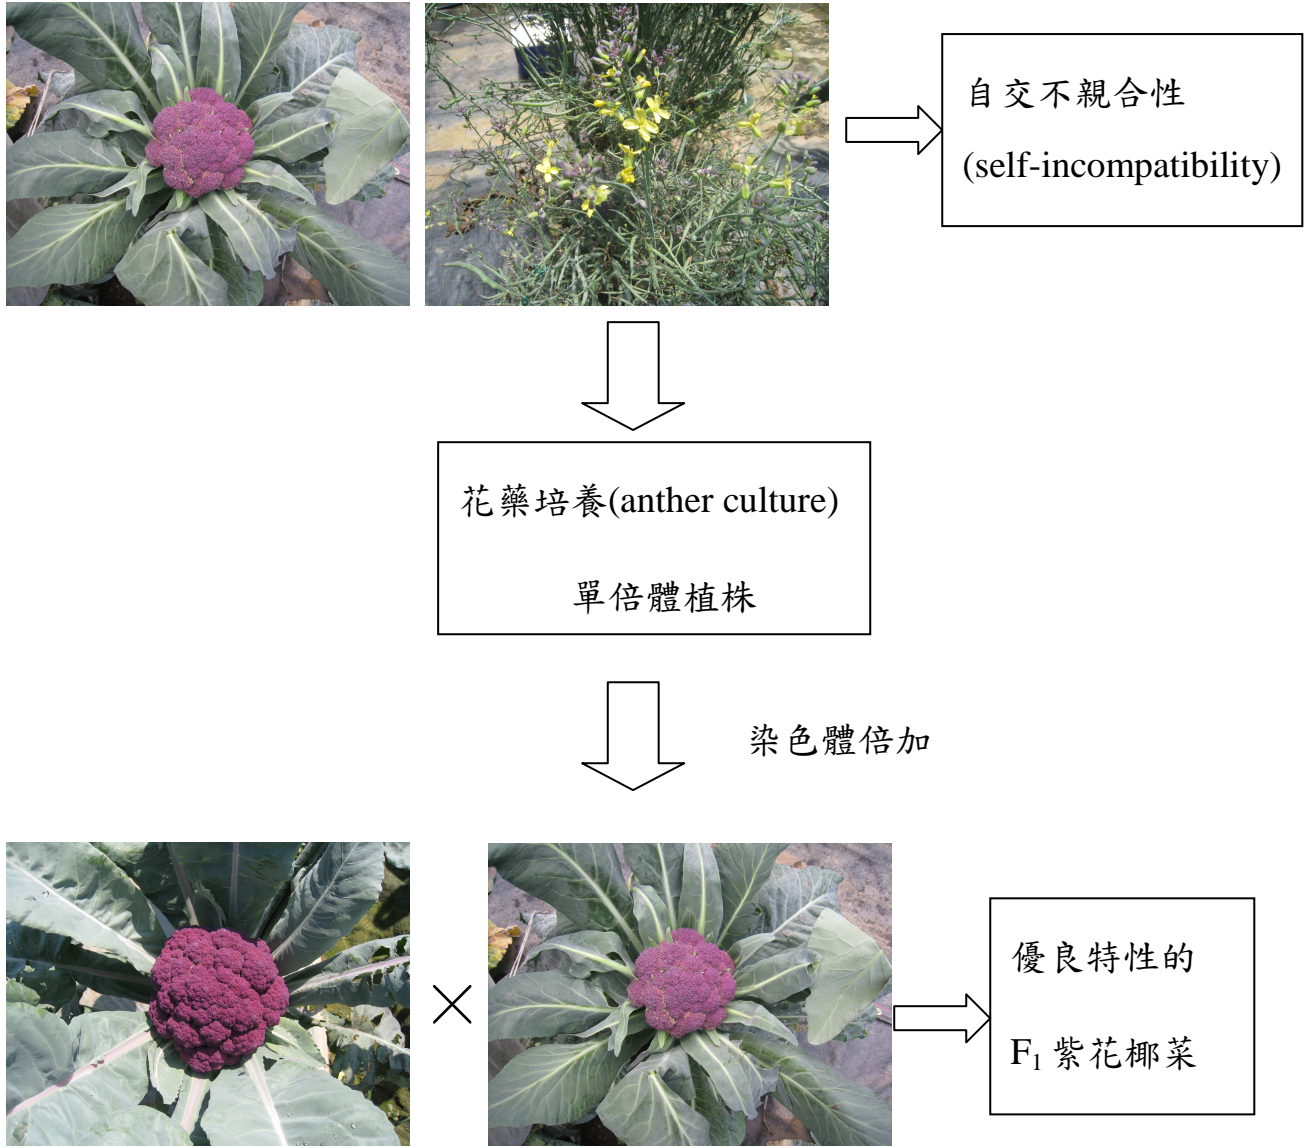 自交不親合性
(self-incompatibility)
花藥培養(anther culture)
單倍體植株
染色體倍加
優良特性的
F₁ 紫花椰菜